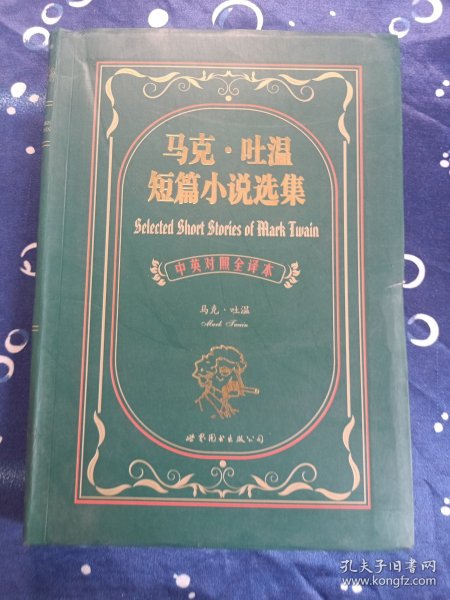 马克·吐温
短篇小说选集
Selected Short Stories of Mark Twain
中英对照全译本
马克·吐温
Mark Twain
世界图书出版公司
孔夫子旧书网
www.kongfz.com